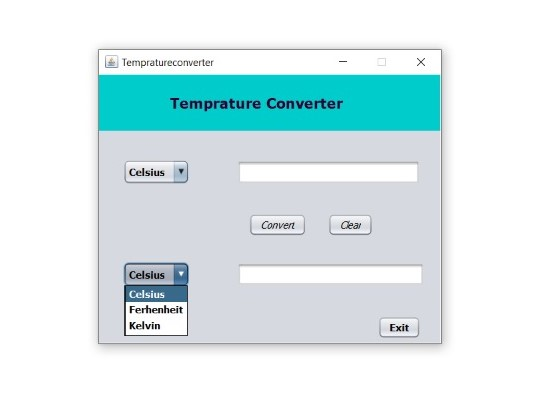 Tempratureconverter
Temprature Converter
Celsius
Convert Clear
Celsius
Celsius
Ferhenheit
Kelvin
Exit